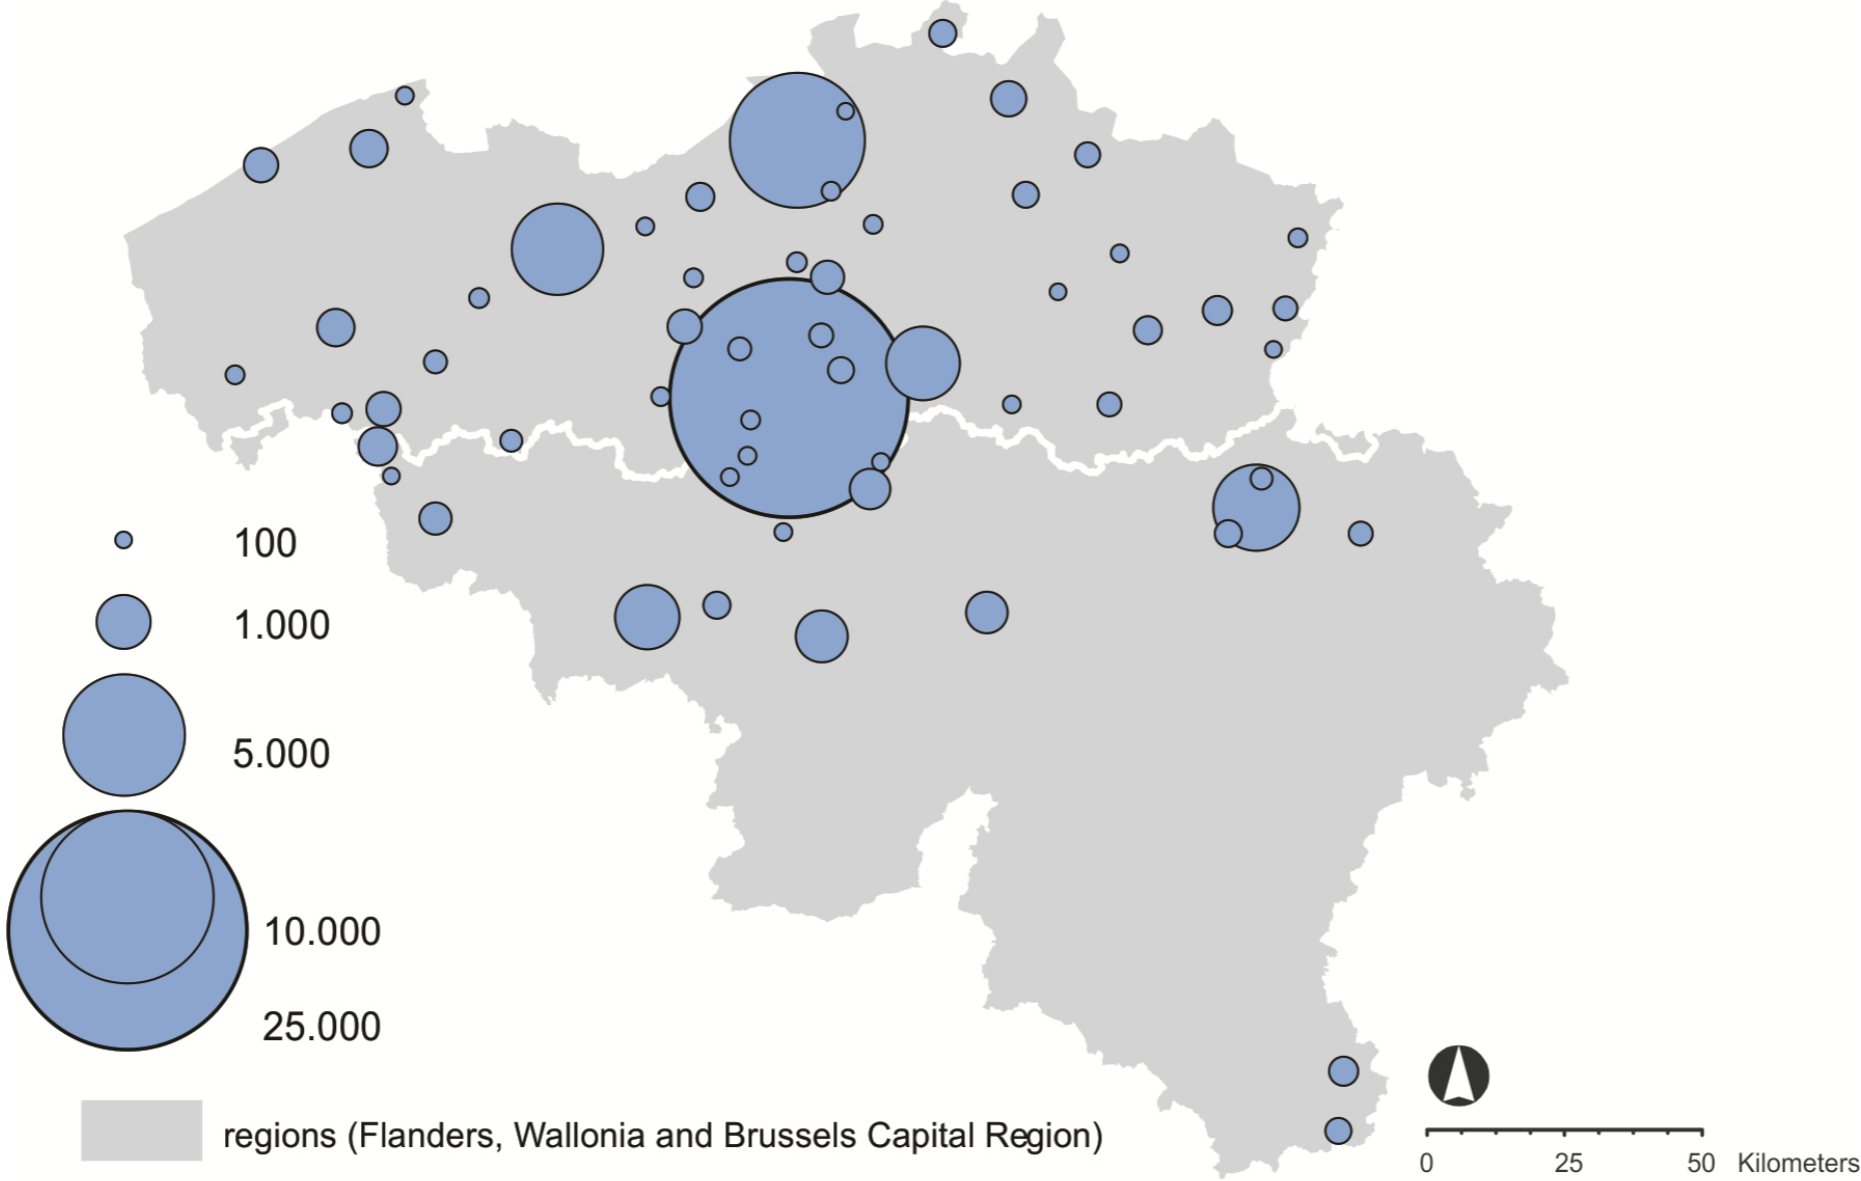 100
1.000
5.000
10.000
25.000
regions (Flanders, Wallonia and Brussels Capital Region)
0 25 50 Kilometers